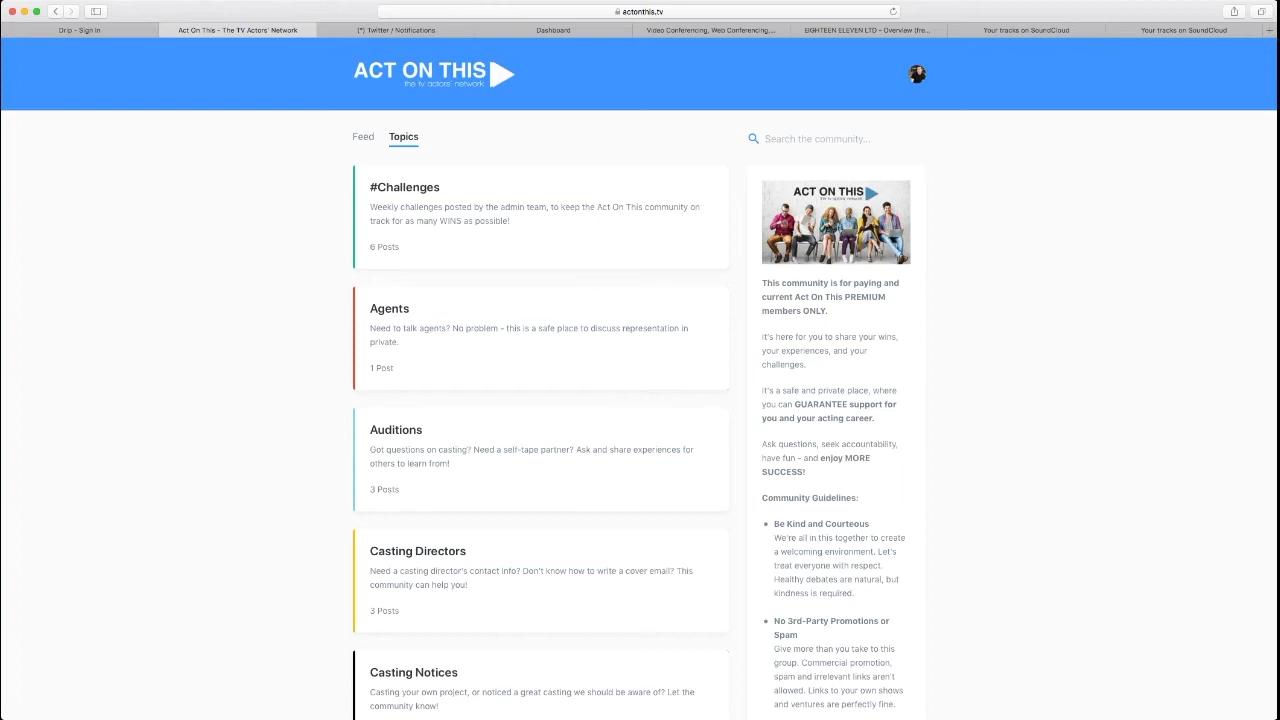 actonthis.tv
Drip - Sign In
Act On This - The TV Actors' Network
(*) Twitter / Notifications
Dashboard
Video Conferencing, Web Conferencing,...
EIGHTEEN ELEVEN LTD - Overview (fre...
Your tracks on SoundCloud
Your tracks on SoundCloud
ACT ON THIS
the tv actors' network
Feed
Topics
Search the community...
#Challenges
Weekly challenges posted by the admin team, to keep the Act On This community on
track for as many WINS as possible!
6 Posts
Agents
Need to talk agents? No problem - this is a safe place to discuss representation in
private.
1 Post
Auditions
Got questions on casting? Need a self-tape partner? Ask and share experiences for
others to learn from!
3 Posts
Casting Directors
Need a casting director's contact info? Don't know how to write a cover email? This
community can help you!
3 Posts
Casting Notices
Casting your own project, or noticed a great casting we should be aware of? Let the
community know!
ACT ON THIS
the tv actors' network
This community is for paying and
current Act On This PREMIUM
members ONLY.
It's here for you to share your wins,
your experiences, and your
challenges.
It's a safe and private place, where
you can GUARANTEE support for
you and your acting career.
Ask questions, seek accountability,
have fun - and enjoy MORE
SUCCESS!
Community Guidelines:
• Be Kind and Courteous
We're all in this together to create
a welcoming environment. Let's
treat everyone with respect.
Healthy debates are natural, but
kindness is required.
• No 3rd-Party Promotions or
Spam
Give more than you take to this
group. Commercial promotion,
spam and irrelevant links aren't
allowed. Links to your own shows
and ventures are perfectly fine.